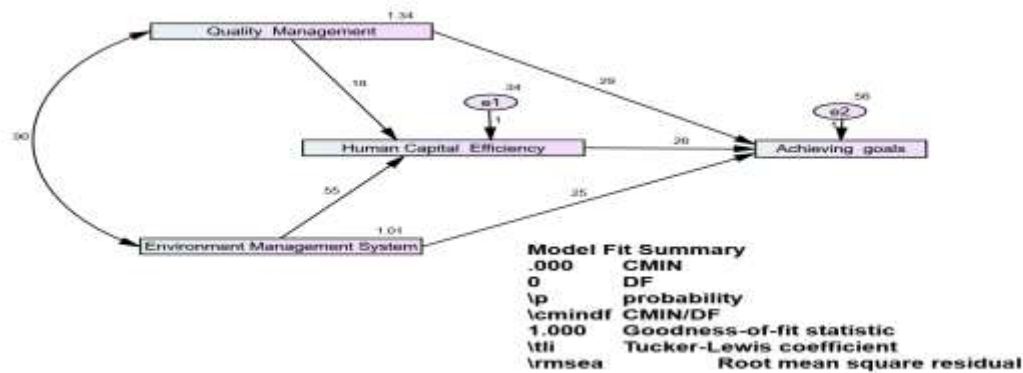 1.34
Quality Management
.29
.18
.34
e1
1
.56
e2
1
.90
Human Capital Efficiency
Achieving goals
.55
.25
1.01
Environment Management System
Model Fit Summary
.000 CMIN
0 DF
\p probability
\cmindf CMIN/DF
1.000 Goodness-of-fit statistic
\tli Tucker-Lewis coefficient
\rmsea Root mean square residual